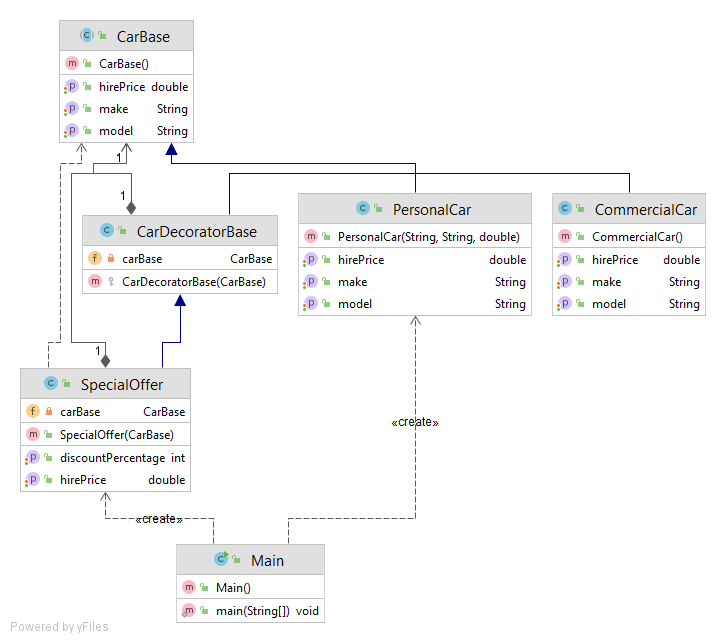 CarBase
CarBase()
hirePrice double
make String
model String
1
1
CarDecoratorBase
carBase CarBase
CarDecoratorBase(CarBase)
PersonalCar
PersonalCar(String, String, double)
hirePrice double
make String
model String
CommercialCar
CommercialCar()
hirePrice double
make String
model String
1
SpecialOffer
carBase CarBase
SpecialOffer(CarBase)
discountPercentage int
hirePrice double
«create»
«create»
Main
Main()
main(String[]) void
Powered by yFiles